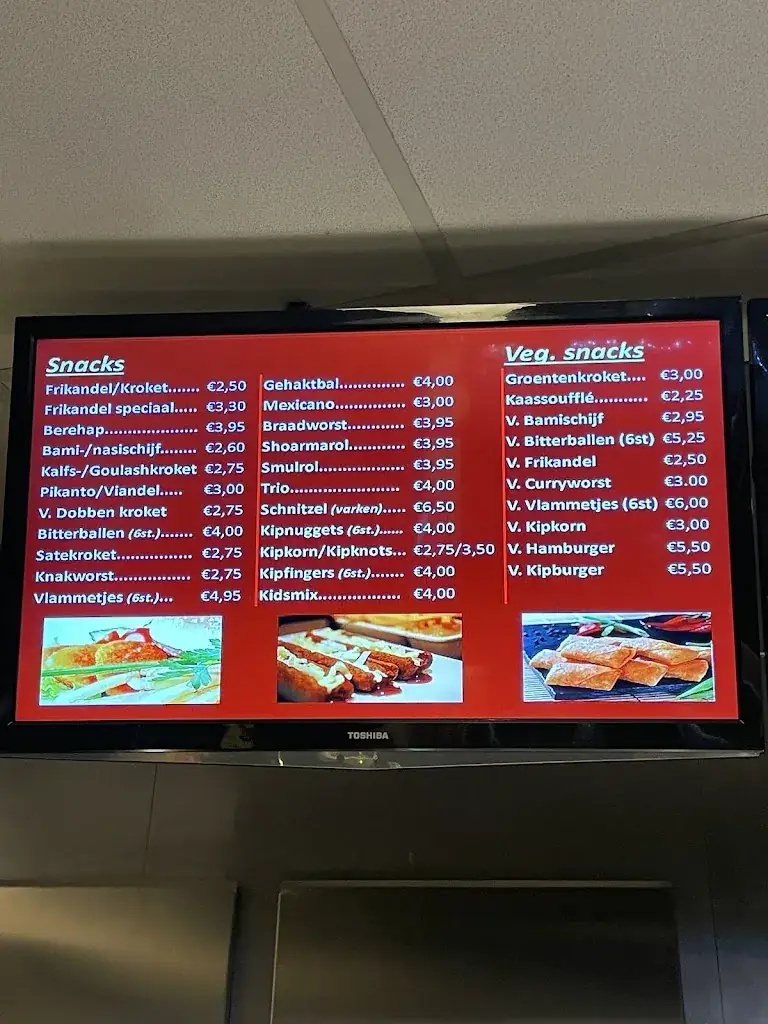 Snacks
Frikandel/Kroket....... €2,50
Frikandel speciaal..... €3,30
Berehap.................... €3,95
Bami-/nasischijf........ €2,60
Kalfs-/Goulashkroket €2,75
Pikanto/Viandel..... €3,00
V. Dobben kroket €2,75
Bitterballen (6st.)....... €4,00
Satekroket................ €2,75
Knakworst................ €2,75
Vlammetjes (6st.)... €4,95
Gehaktbal.............. €4,00
Mexicano............... €3,00
Braadworst............ €3,95
Shoarmarol............ €3,95
Smulrol.................. €3,95
Trio........................ €4,00
Schnitzel (varken)..... €6,50
Kipnuggets (6st.)...... €4,00
Kipkorn/Kipknots... €2,75/3,50
Kipfingers (6st.)....... €4,00
Kidsmix.................. €4,00
Veg. snacks
Groentenkroket.... €3,00
Kaassoufflé........... €2,25
V. Bamischijf €2,95
V. Bitterballen (6st) €5,25
V. Frikandel €2,50
V. Curryworst €3.00
V. Vlammetjes (6st) €6,00
V. Kipkorn €3,00
V. Hamburger €5,50
V. Kipburger €5,50
TOSHIBA